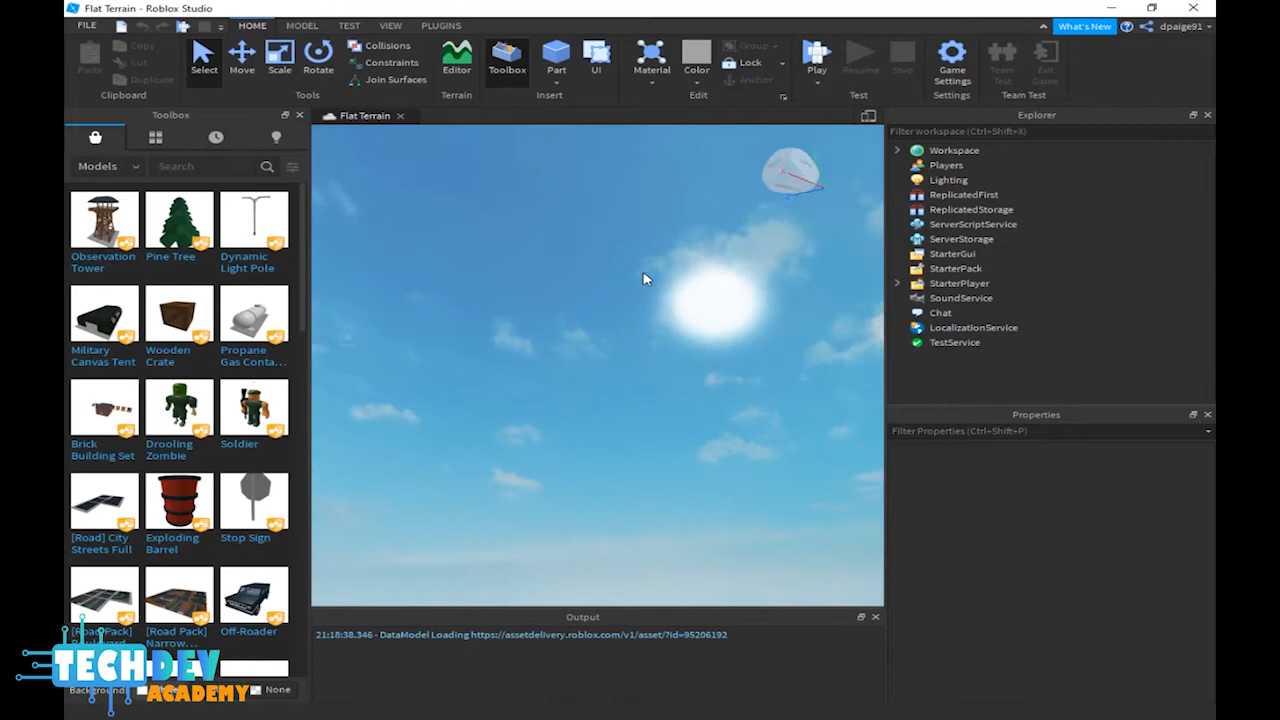 Flat Terrain - Roblox Studio
FILE HOME MODEL TEST VIEW PLUGINS What's New dpaige91
Paste Copy Cut Duplicate
Select Move Scale Rotate
Collisions
Constraints
Join Surfaces
Editor Toolbox Part UI Material Color
Group
Lock
Anchor
Play Resume Stop Game Settings Team Test Exit Game
Clipboard Tools Terrain Insert Edit Test Settings Team Test
Toolbox
Flat Terrain
Explorer
Filter workspace (Ctrl+Shift+X)
Models Search
Observation Tower
Pine Tree
Dynamic Light Pole
Military Canvas Tent
Wooden Crate
Propane Gas Conta...
Brick Building Set
Drooling Zombie
Soldier
[Road] City Streets Full
Exploding Barrel
Stop Sign
[Road Pack]
[Road Pack] Narrow...
Off-Roader
Background: None
X
Workspace
Players
Lighting
ReplicatedFirst
ReplicatedStorage
ServerScriptService
ServerStorage
StarterGui
StarterPack
StarterPlayer
SoundService
Chat
LocalizationService
TestService
Properties
Filter Properties (Ctrl+Shift+P)
Output
21:18:38.346 - DataModel Loading https://assetdelivery.roblox.com/v1/asset/?id=95206192
TECH DEV
ACADEMY